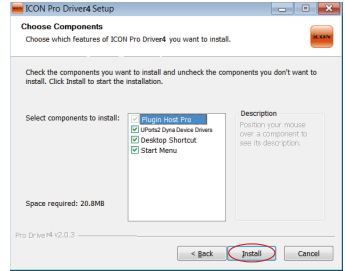 ICON Pro Driver4 Setup
Choose Components
Choose which features of ICON Pro Driver4 you want to install.
ICON
Check the components you want to install and uncheck the components you don't want to
install. Click Install to start the installation.
Select components to install:
Plugin Host Pro
UPorts2 Dyna Device Drivers
Desktop Shortcut
Start Menu
Description
Position your mouse
over a component to
see its description.
Space required: 20.8MB
Pro Driver4 v2.0.3
< Back
Install
Cancel